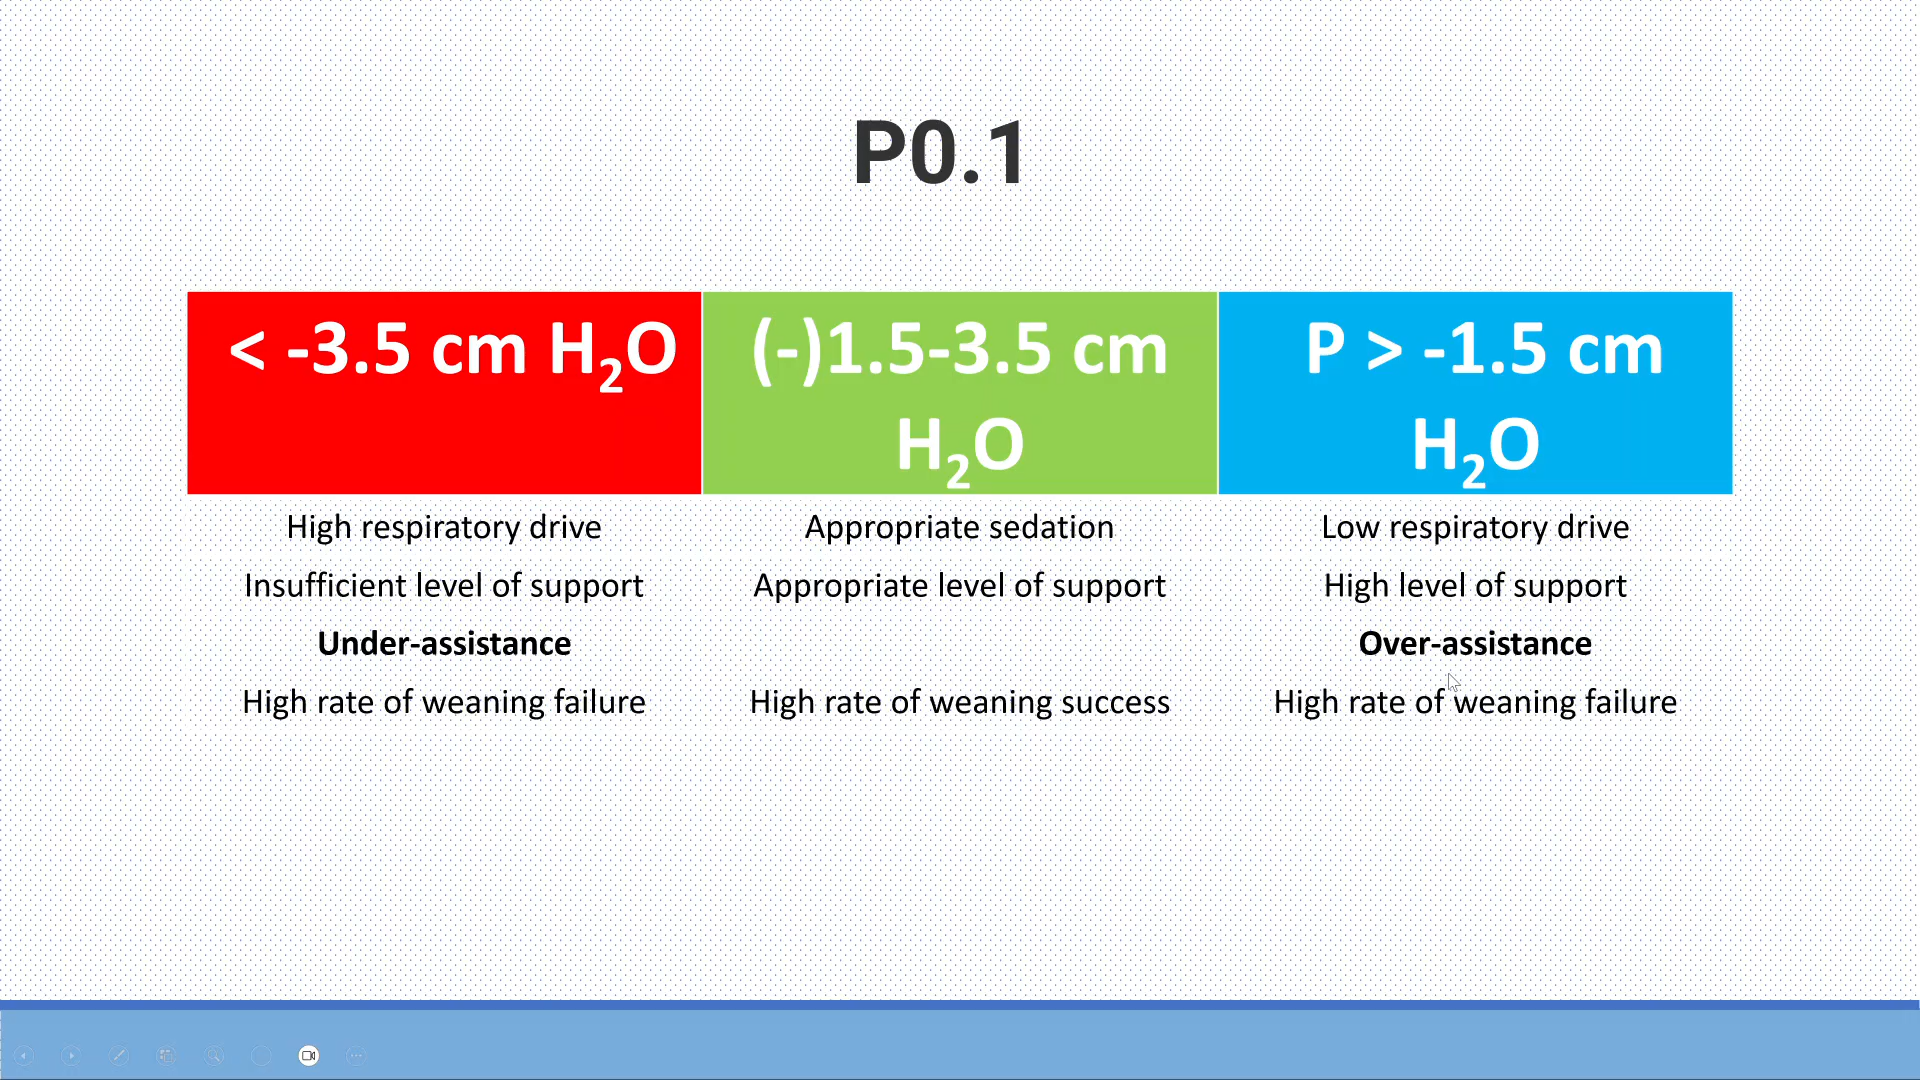 P0.1
< -3.5 cm H₂O
(-)1.5-3.5 cm
H₂O
P > -1.5 cm
H₂O
High respiratory drive
Appropriate sedation
Low respiratory drive
Insufficient level of support
Appropriate level of support
High level of support
Under-assistance
Over-assistance
High rate of weaning failure
High rate of weaning success
High rate of weaning failure